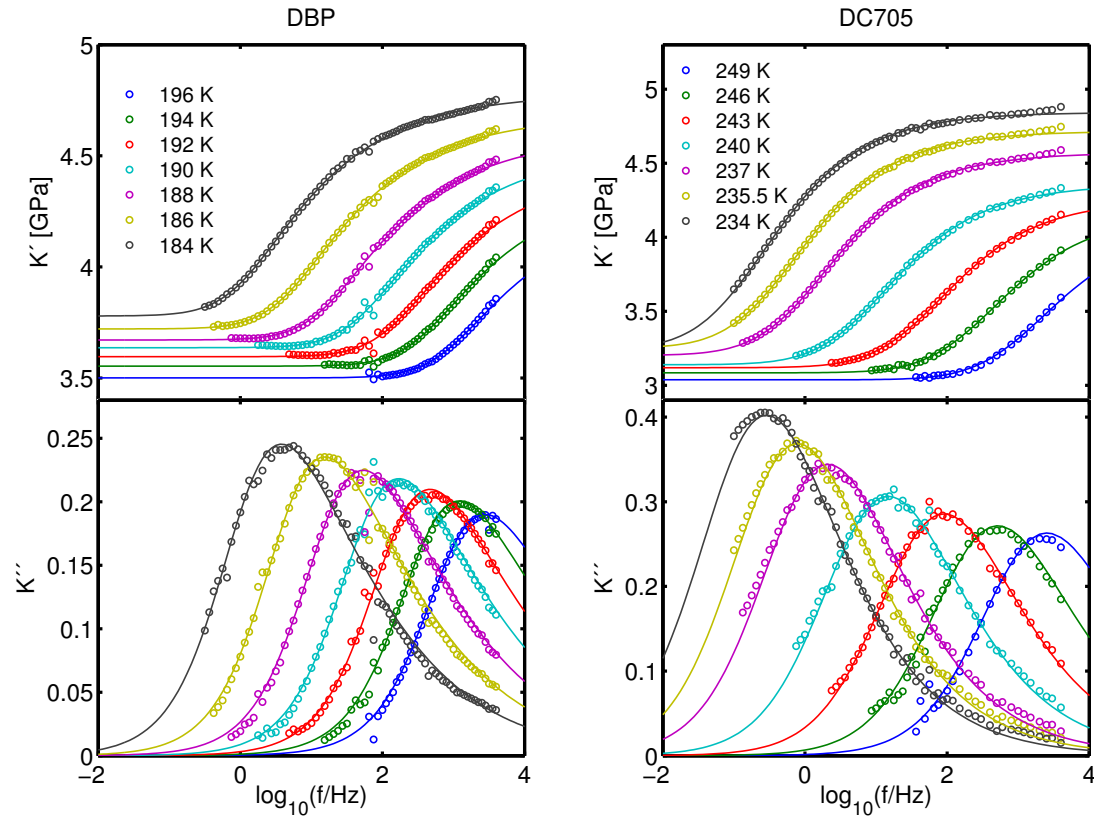 DBP
5
4.5
4
3.5
K´ [GPa]
196 K
194 K
192 K
190 K
188 K
186 K
184 K
0.25
0.2
0.15
0.1
0.05
0
K´´
−2
0
2
4
log10(f/Hz)
DC705
5
4.5
4
3.5
3
K´ [GPa]
249 K
246 K
243 K
240 K
237 K
235.5 K
234 K
0.4
0.3
0.2
0.1
0
K´´
−2
0
2
4
log10(f/Hz)